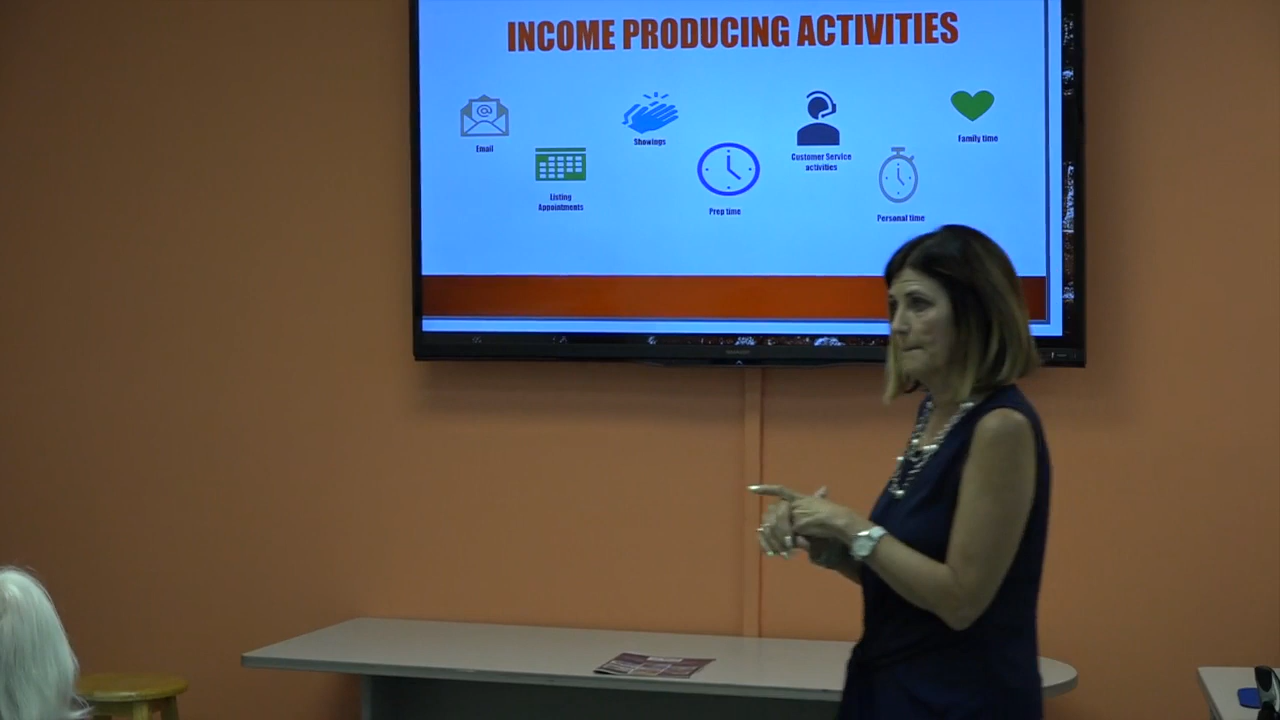 INCOME PRODUCING ACTIVITIES
Email
Listing
Appointments
Showings
Prep time
Customer Service
activities
Personal time
Family time